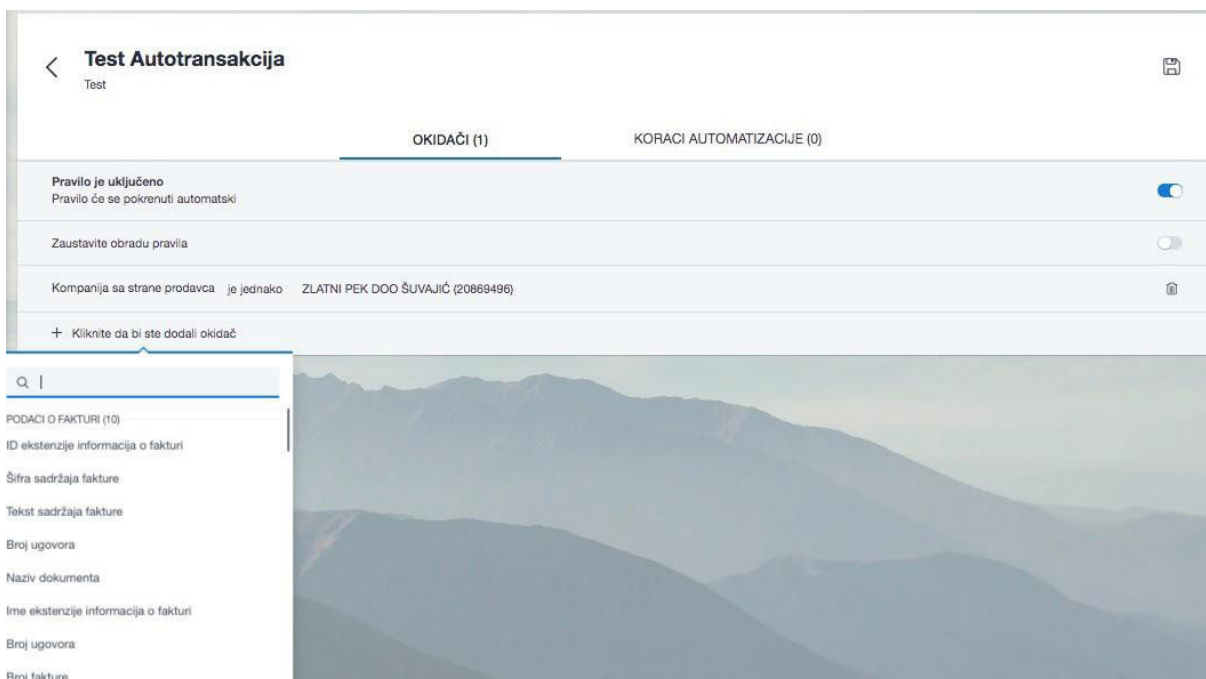 Test Autotransakcija
Test
OKIDAČI (1) KORACI AUTOMATIZACIJE (0)
Pravilo je uključeno
Pravilo će se pokrenuti automatski
Zaustavite obradu pravila
Kompanija sa strane prodavca je jednako ZLATNI PEK DOO ŠUVAJIĆ (20869496)
+ Kliknite da bi ste dodali okidač
PODACI O FAKTURI (10)
ID ekstenzije informacija o fakturi
Šifra sadržaja fakture
Tekst sadržaja fakture
Broj ugovora
Naziv dokumenta
Ime ekstenzije informacija o fakturi
Broj ugovora
Broj fakture